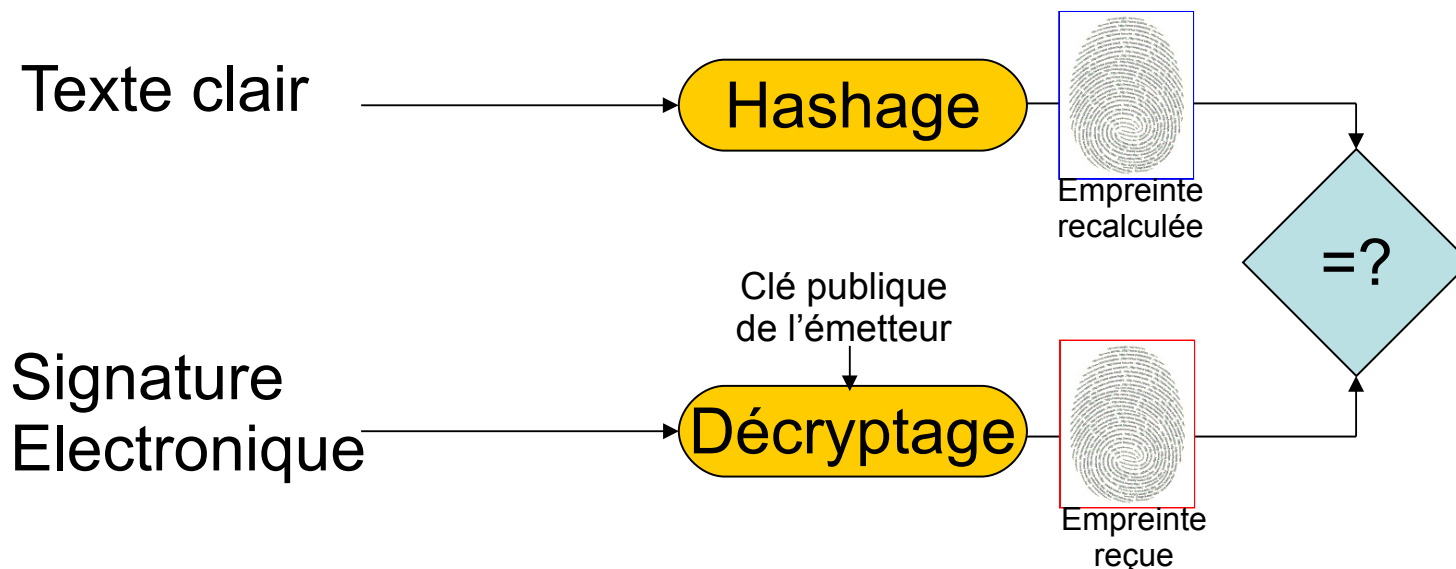 Texte clair
Hashage
Empreinte
recalculée
=?
Clé publique
de l’émetteur
Signature
Electronique
Décryptage
Empreinte
reçue